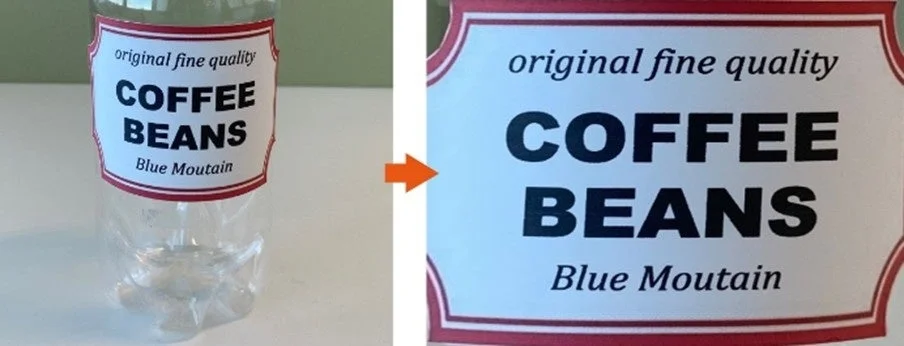 original fine quality
COFFEE
BEANS
Blue Moutain
original fine quality
COFFEE
BEANS
Blue Moutain